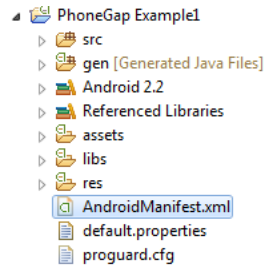 PhoneGap Example1
src
gen [Generated Java Files]
Android 2.2
Referenced Libraries
assets
libs
res
AndroidManifest.xml
default.properties
proguard.cfg